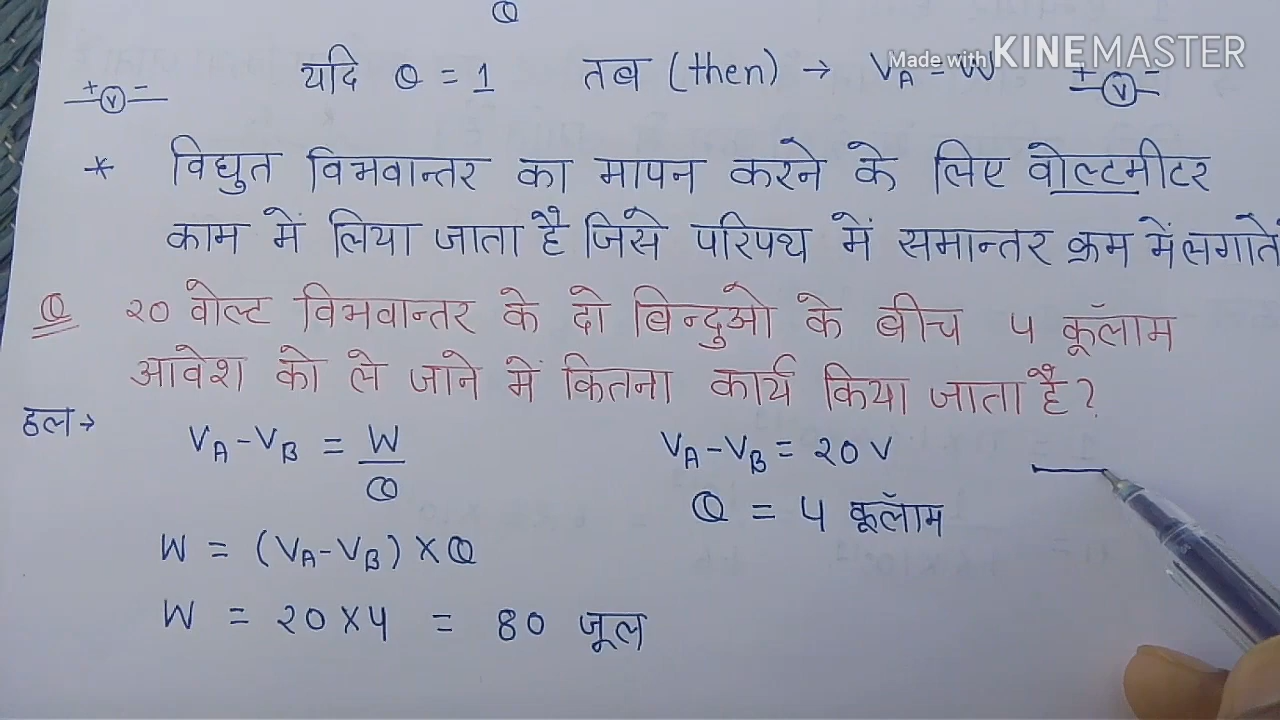 Q
Made with KINEMASTER
यदि Q = 1 तब (then) → VA = W
+ V - + V -
* विद्युत विभवान्तर का मापन करने के लिए वोल्टमीटर
काम में लिया जाता है जिसे परिपथ में समान्तर क्रम में लगाते
Q 20 वोल्ट विभवान्तर के दो बिन्दुओ के बीच 4 कूलॉम
आवेश को ले जाने में कितना कार्य किया जाता है?
हल→
VA-VB = W/Q VA-VB = 20 V
Q = 4 कूलॉम
W = (VA-VB) × Q
W = 20×4 = 80 जूल